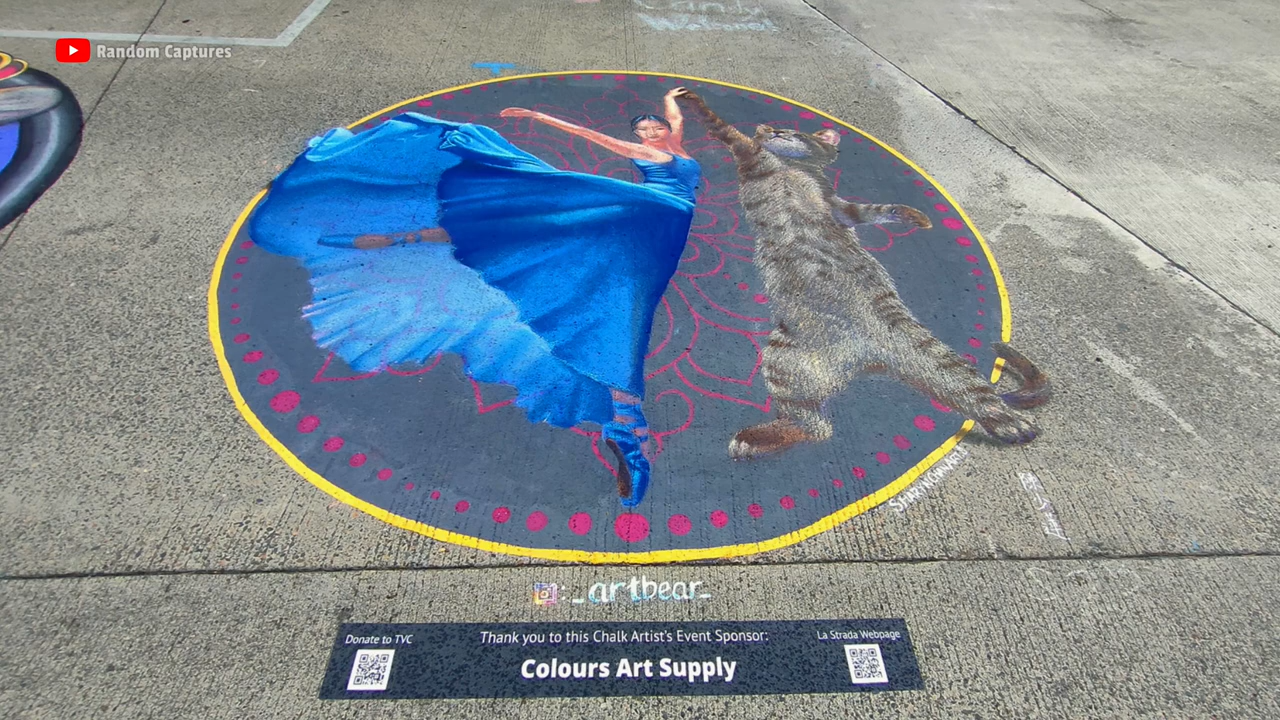 Random Captures
: _artbear_
Donate to TVC
Thank you to this Chalk Artist's Event Sponsor:
La Strada Webpage
Colours Art Supply